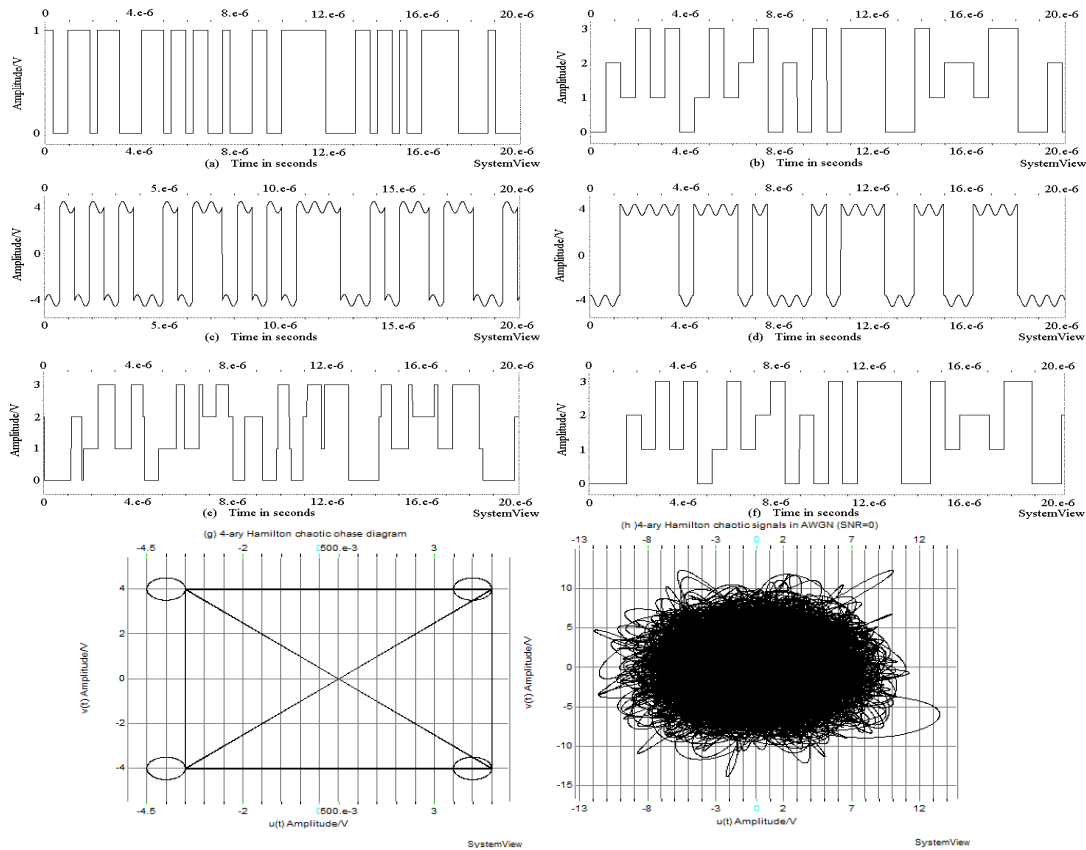 0 4.e-6 8.e-6 12.e-6 16.e-6 20.e-6
Amplitude/V
1
0
0 4.e-6 8.e-6 12.e-6 16.e-6 20.e-6
(a) Time in seconds SystemView
0 4.e-6 8.e-6 12.e-6 16.e-6 20.e-6
Amplitude/V
3
2
1
0
0 4.e-6 8.e-6 12.e-6 16.e-6 20.e-6
(b) Time in seconds SystemView
0 5.e-6 10.e-6 15.e-6 20.e-6
Amplitude/V
4
0
-4
0 5.e-6 10.e-6 15.e-6 20.e-6
(c) Time in seconds SystemView
0 4.e-6 8.e-6 12.e-6 16.e-6 20.e-6
Amplitude/V
4
0
-4
0 4.e-6 8.e-6 12.e-6 16.e-6 20.e-6
(d) Time in seconds SystemView
0 4.e-6 8.e-6 12.e-6 16.e-6 20.e-6
Amplitude/V
3
2
1
0
0 4.e-6 8.e-6 12.e-6 16.e-6 20.e-6
(e) Time in seconds SystemView
0 4.e-6 8.e-6 12.e-6 16.e-6 20.e-6
Amplitude/V
3
2
1
0
0 4.e-6 8.e-6 12.e-6 16.e-6 20.e-6
(f) Time in seconds SystemView
(g) 4-ary Hamilton chaotic phase diagram
-4.5 -2 0500.e-3 3
v(t) Amplitude/V
4
2
0
-2
-4
-4.5 -2 0500.e-3 3
u(t) Amplitude/V
SystemView
(h )4-ary Hamilton chaotic signals in AWGN (SNR=0)
-13 -8 -3 0 2 7 12
v(t) Amplitude/V
10
5
0
-5
-10
-15
-13 -8 -3 0 2 7 12
u(t) Amplitude/V
SystemView